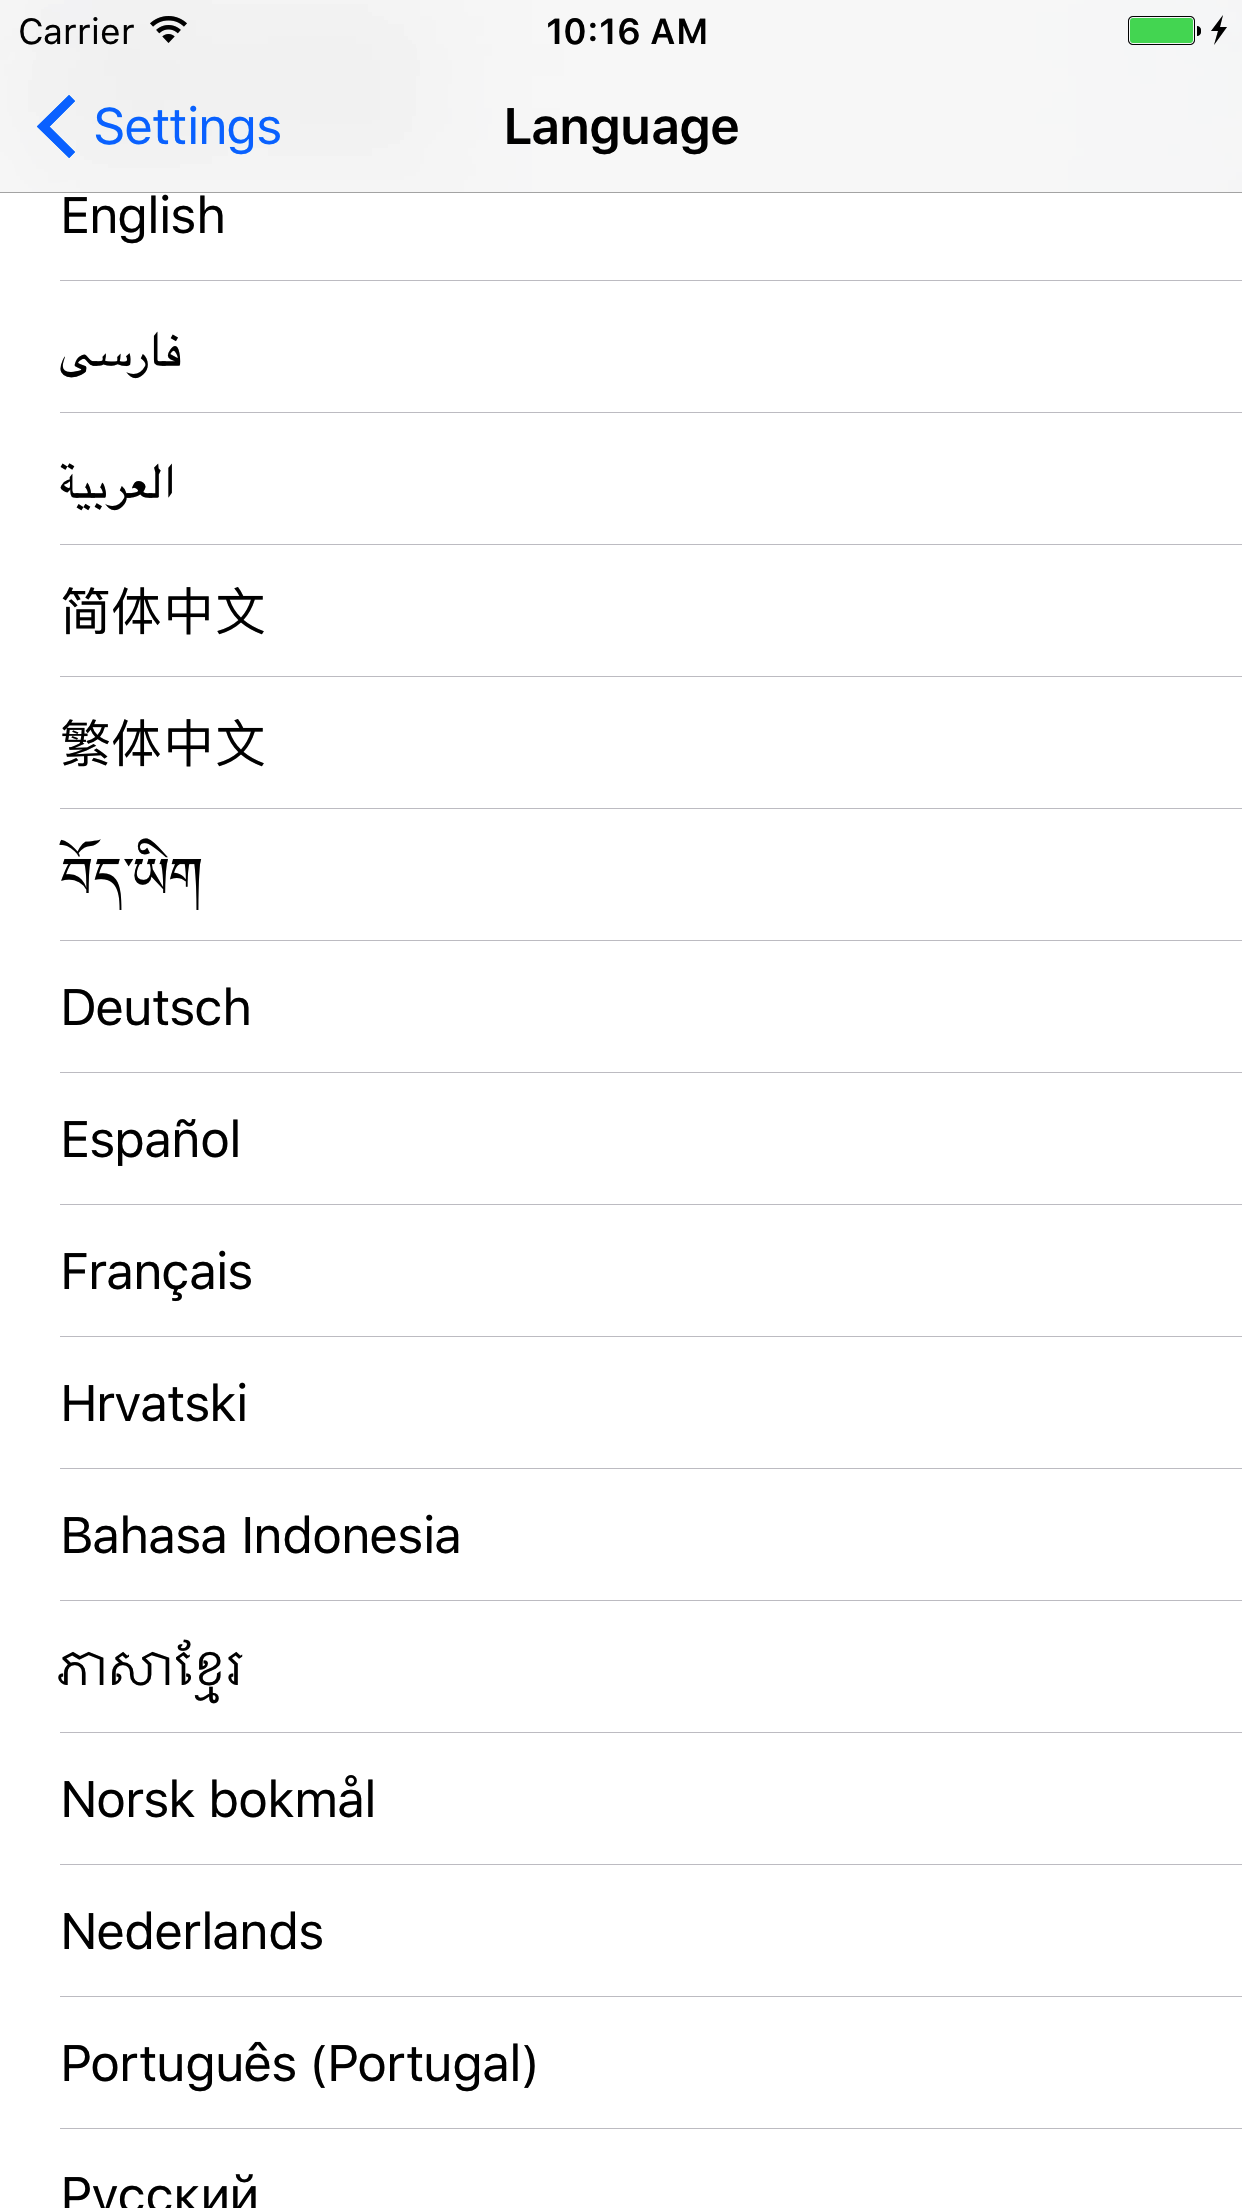 Carrier 10:16 AM
Settings Language
English
فارسی
العربية
简体中文
繁体中文
བོད་ཡིག
Deutsch
Español
Français
Hrvatski
Bahasa Indonesia
ភាសាខ្មែរ
Norsk bokmål
Nederlands
Português (Portugal)
Русский